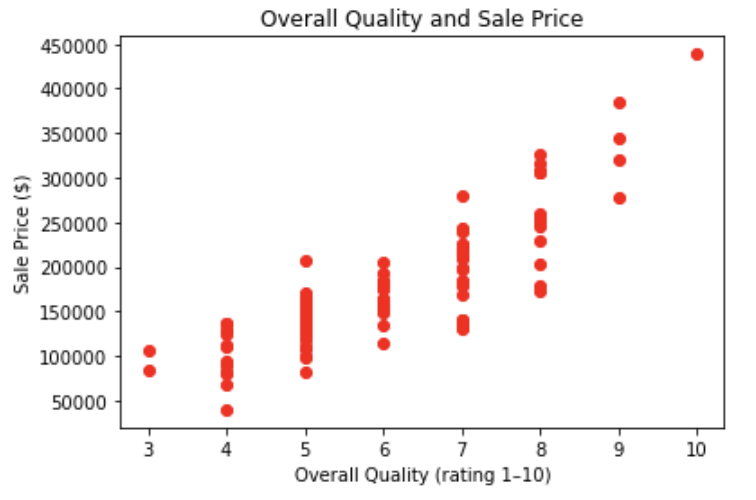 Overall Quality and Sale Price
450000
400000
350000
300000
250000
200000
150000
100000
50000
Sale Price ($)
3 4 5 6 7 8 9 10
Overall Quality (rating 1–10)